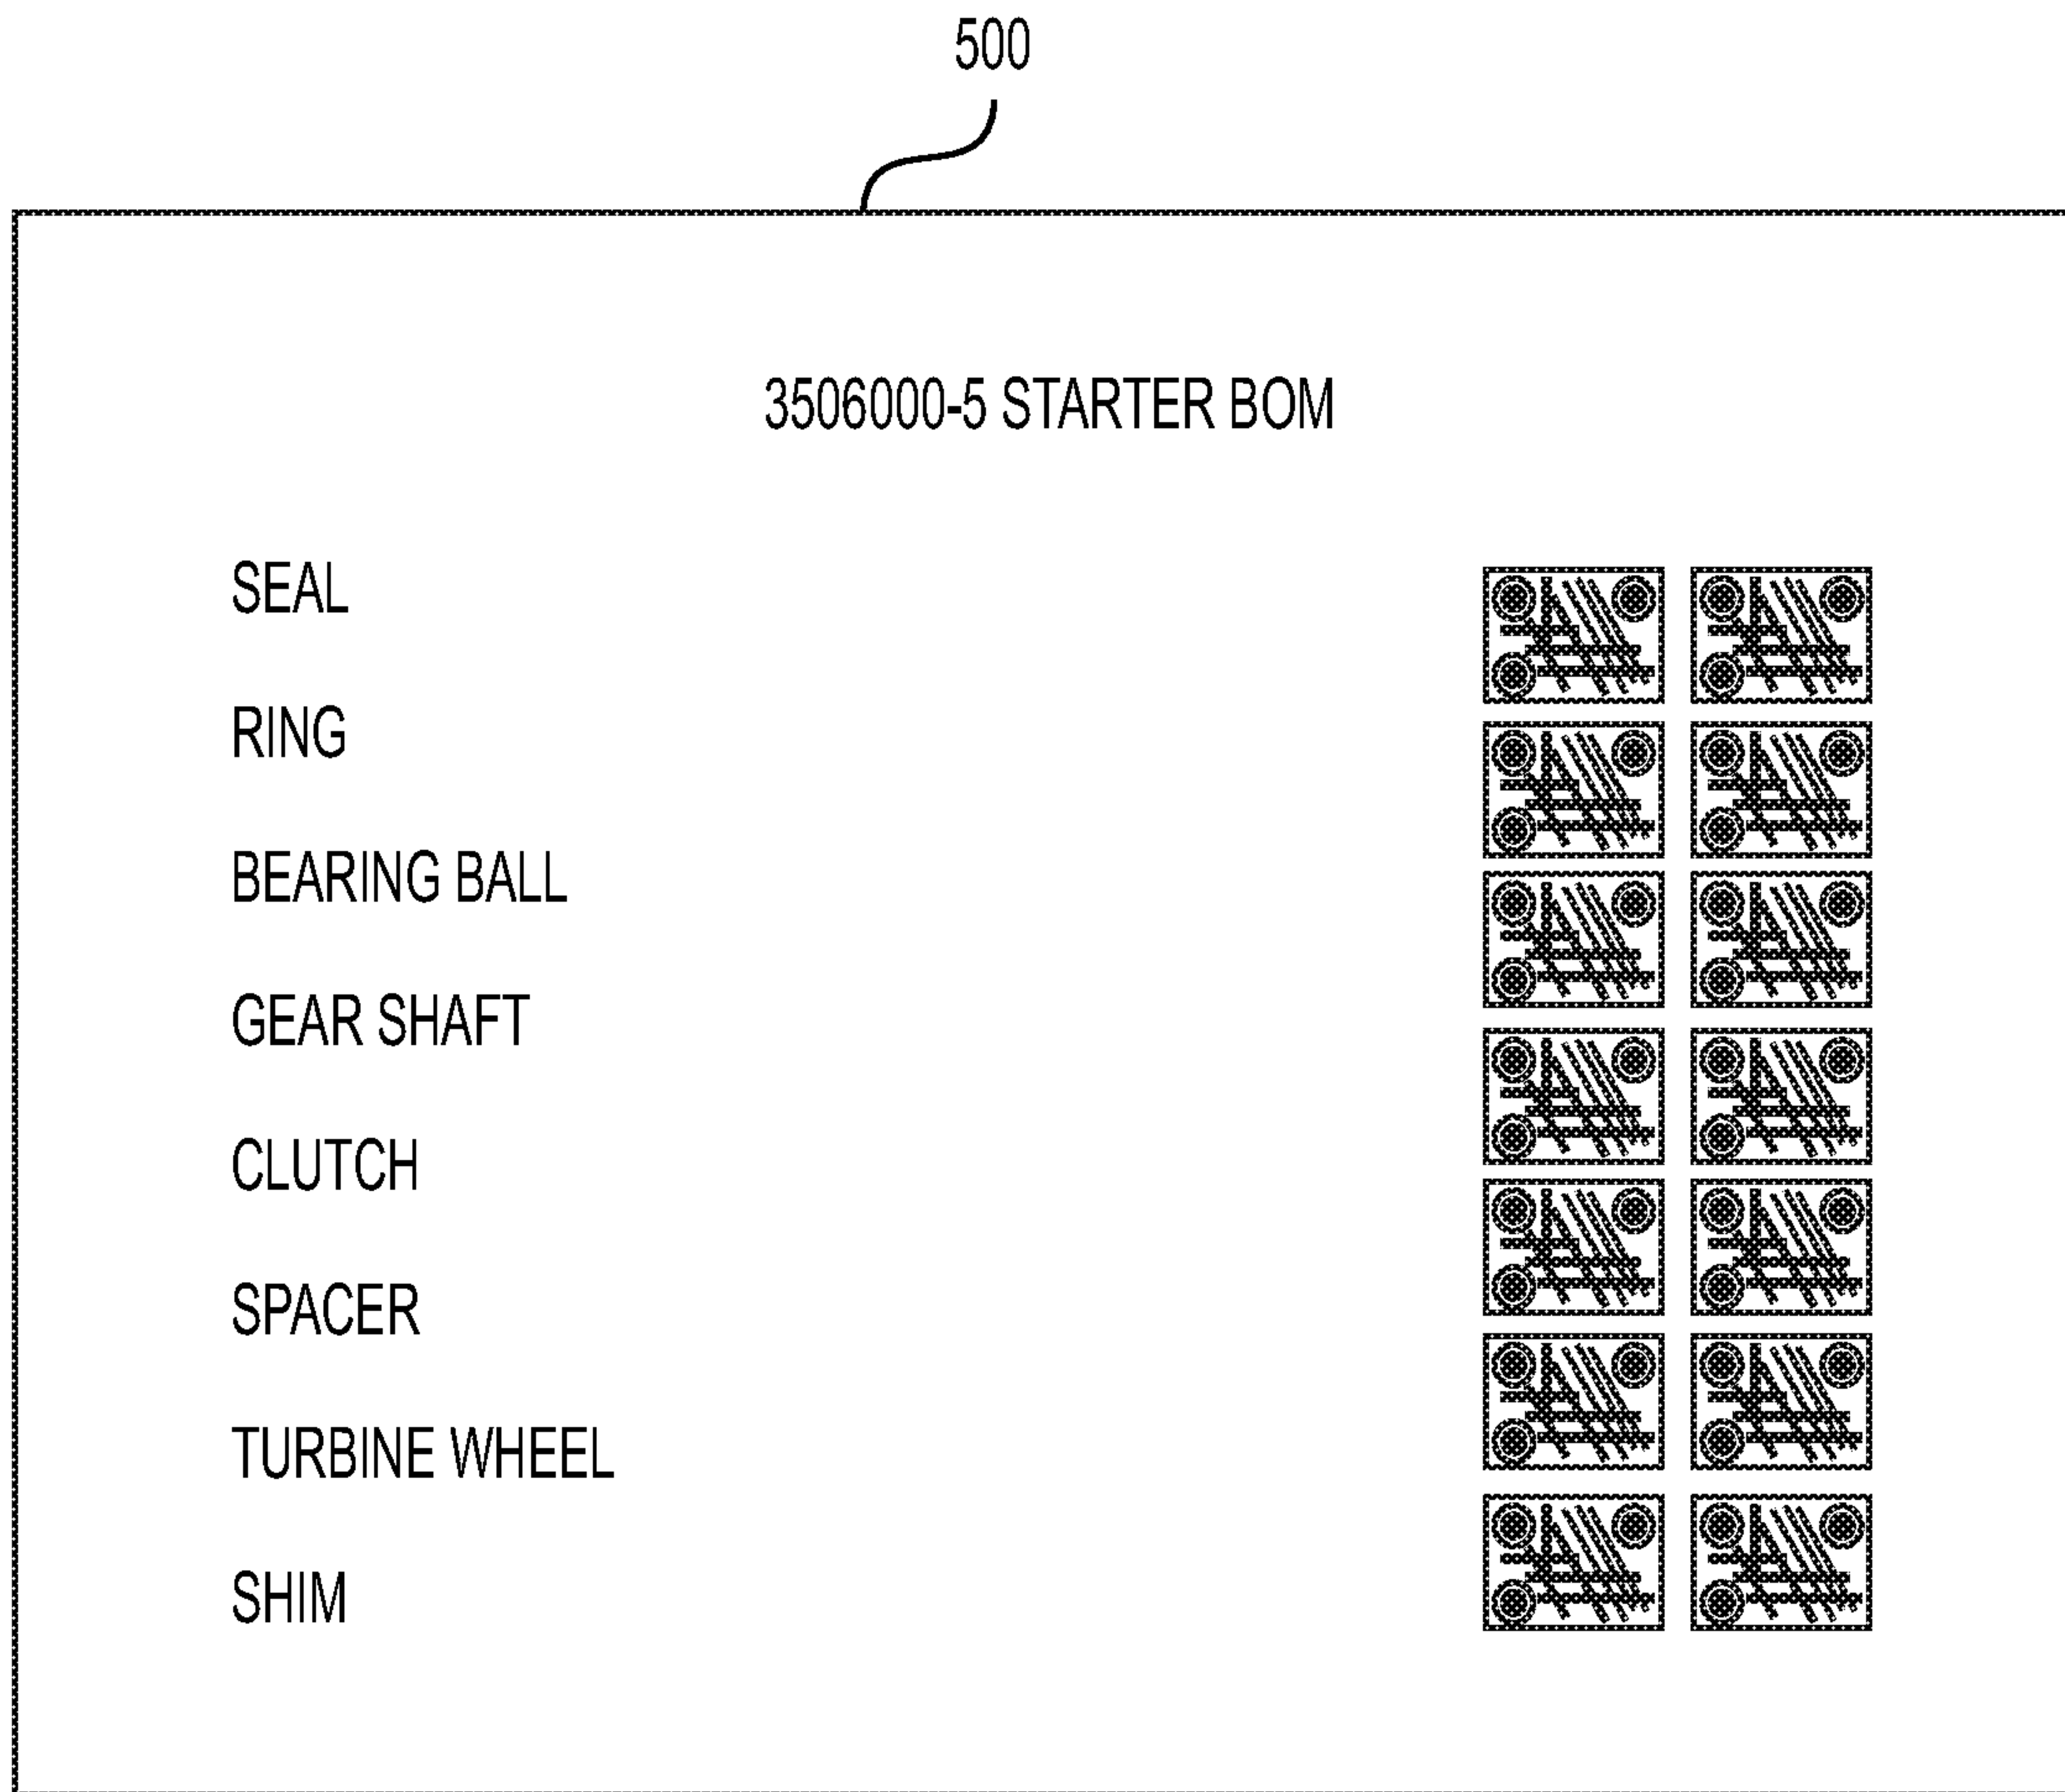 500
3506000-5 STARTER BOM
SEAL
RING
BEARING BALL
GEAR SHAFT
CLUTCH
SPACER
TURBINE WHEEL
SHIM